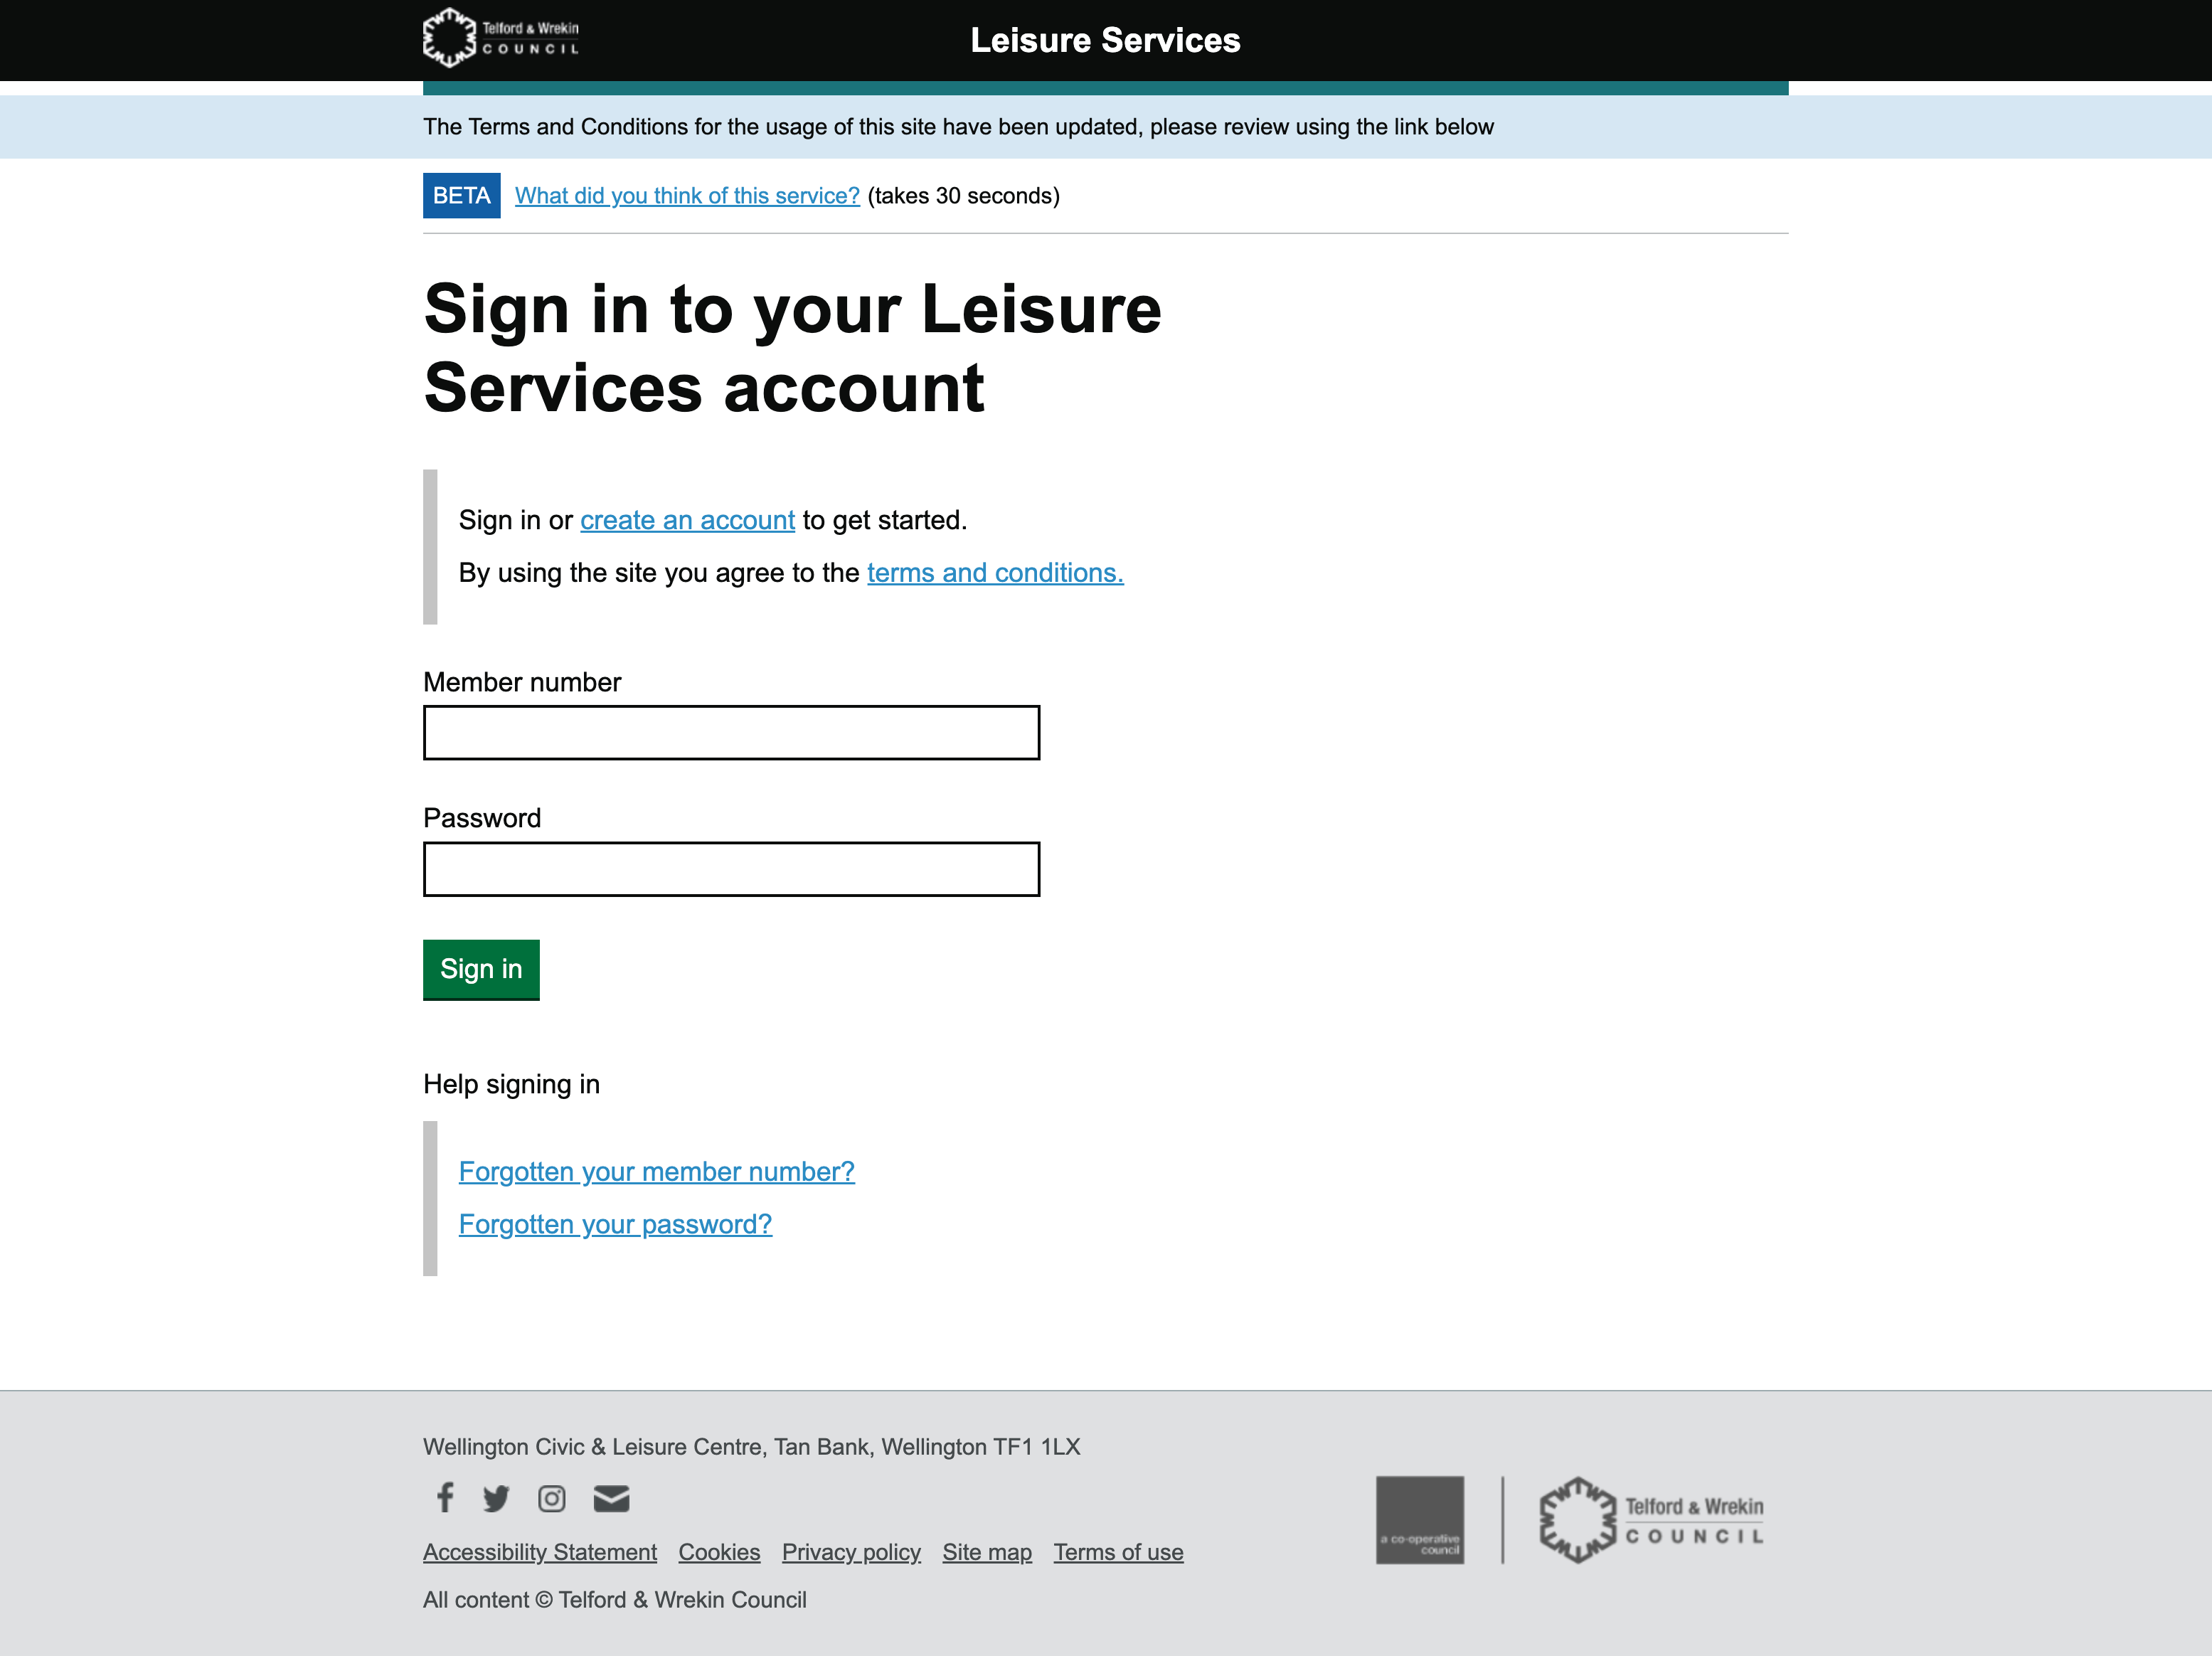 Telford & Wrekin
COUNCIL
Leisure Services
The Terms and Conditions for the usage of this site have been updated, please review using the link below
BETA What did you think of this service? (takes 30 seconds)
Sign in to your Leisure
Services account
Sign in or create an account to get started.
By using the site you agree to the terms and conditions.
Member number
Password
Sign in
Help signing in
Forgotten your member number?
Forgotten your password?
Wellington Civic & Leisure Centre, Tan Bank, Wellington TF1 1LX
a co-operative
council
Telford & Wrekin
COUNCIL
Accessibility Statement Cookies Privacy policy Site map Terms of use
All content © Telford & Wrekin Council